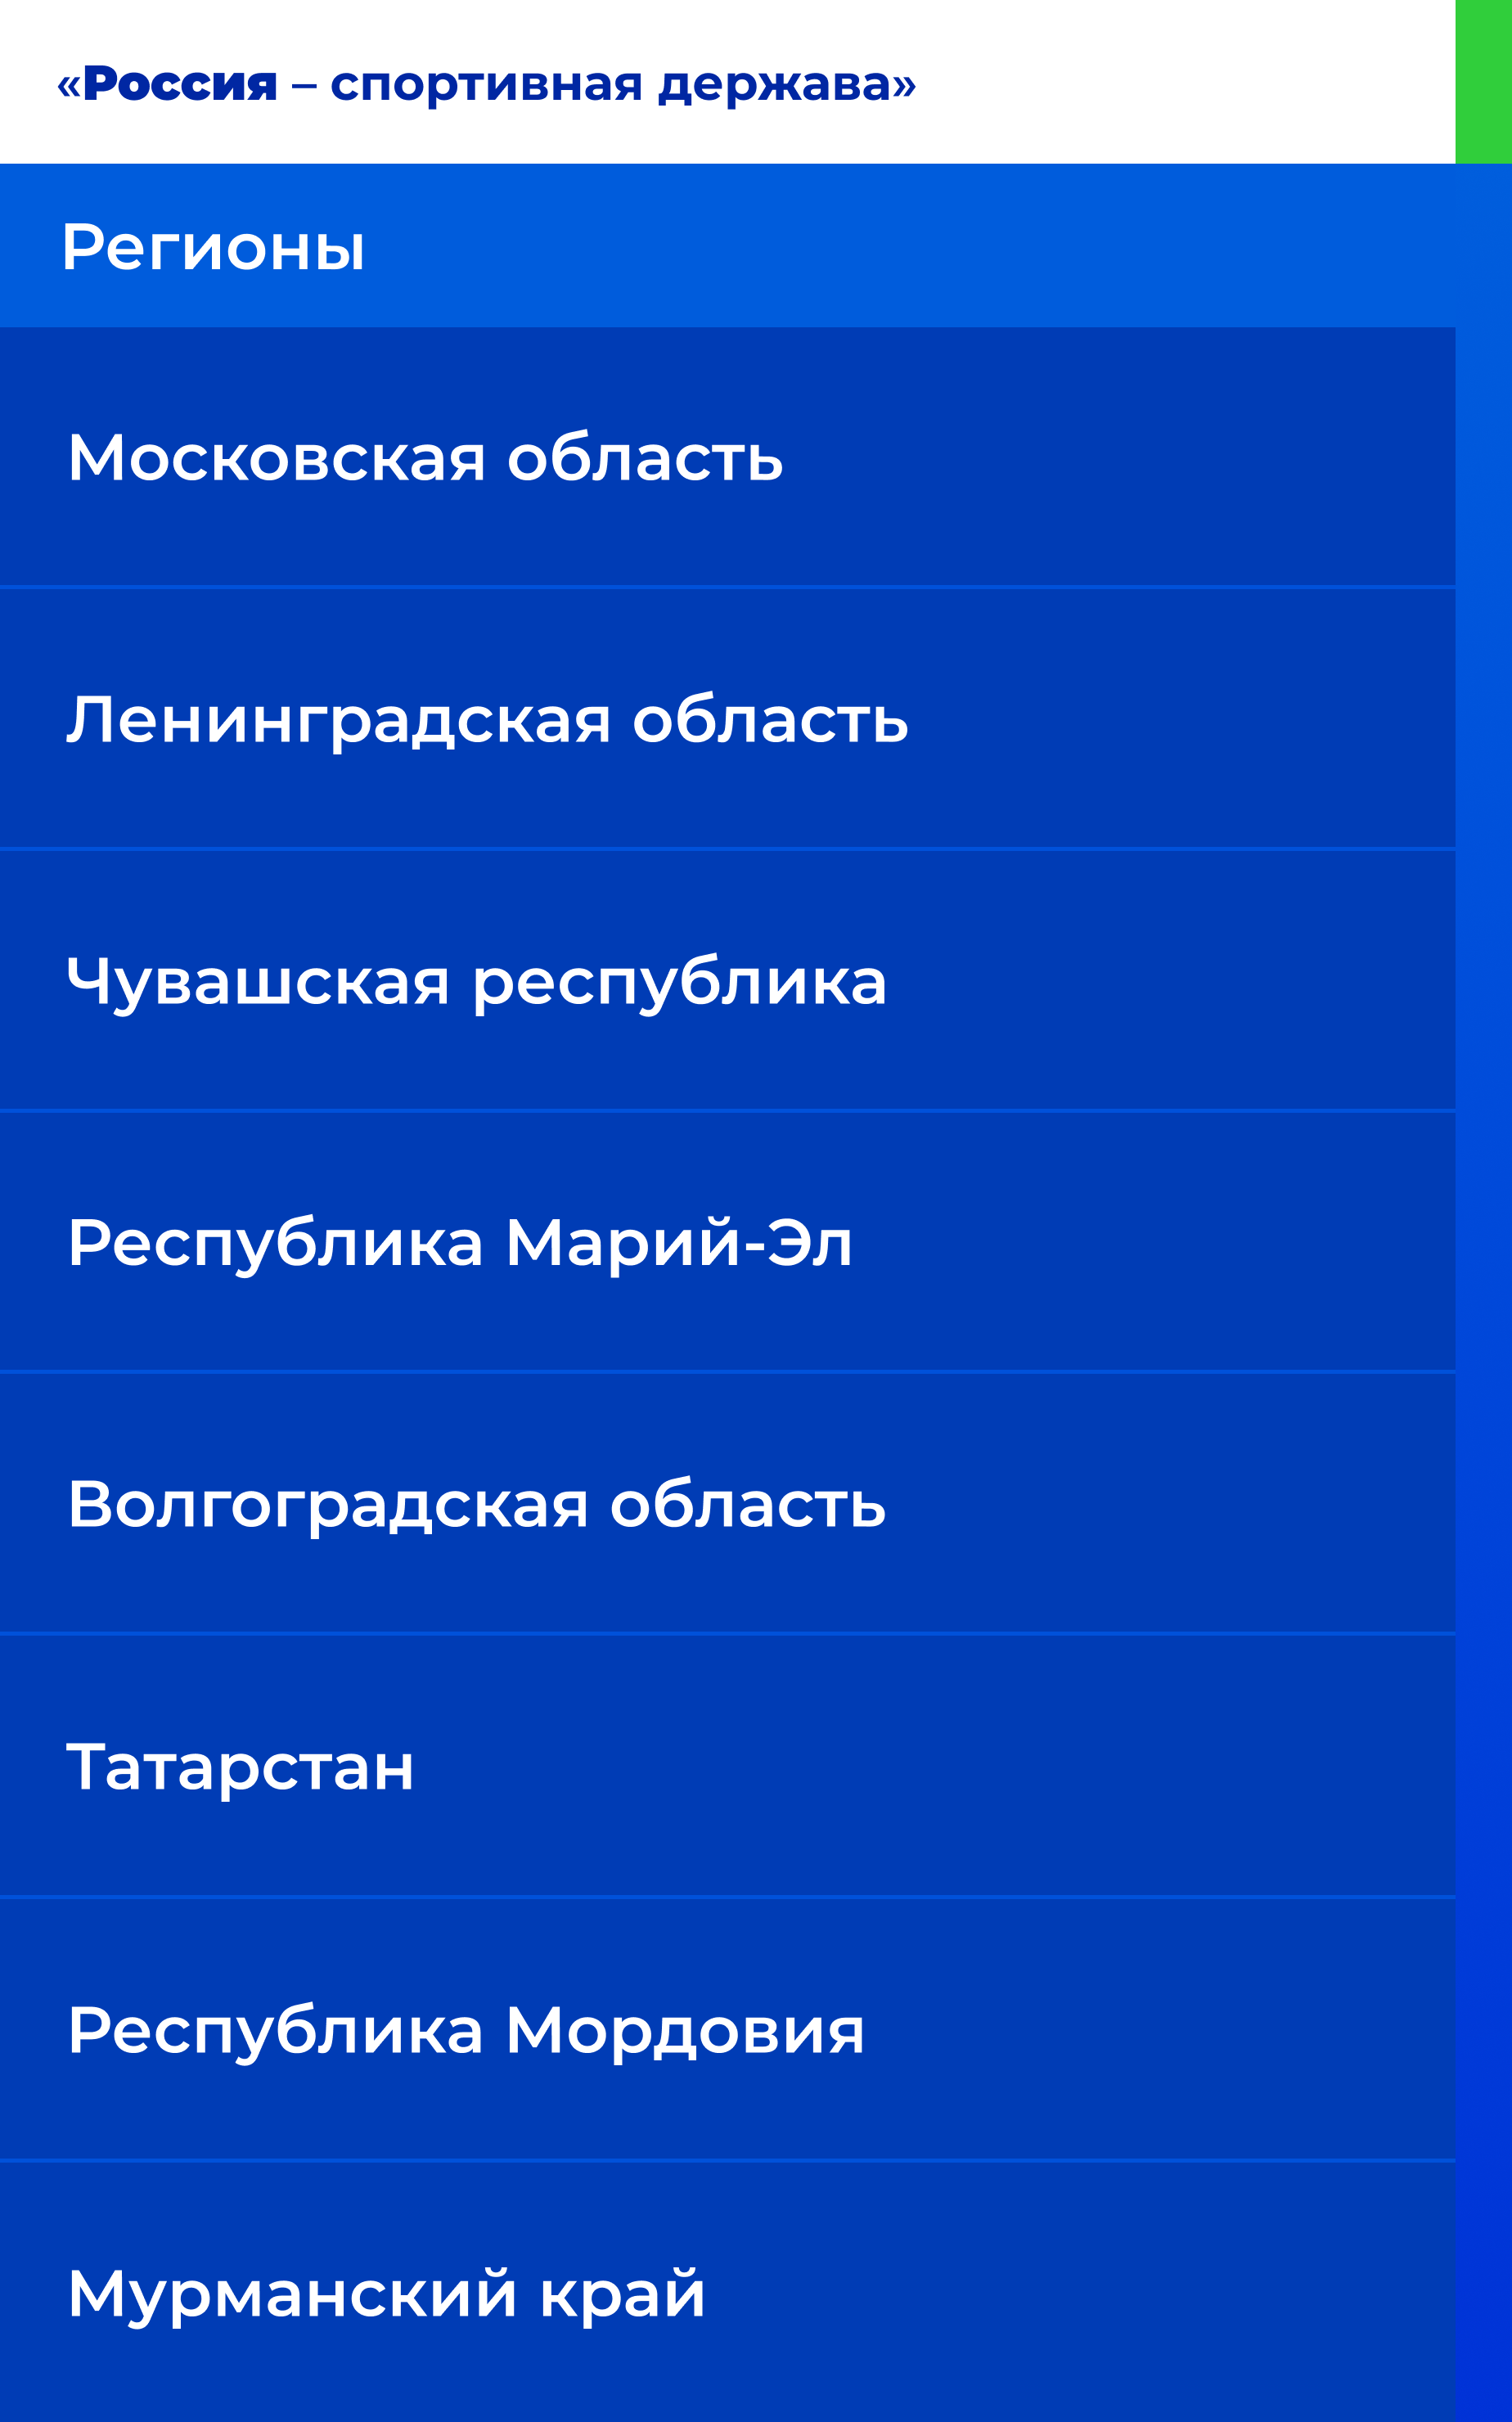 «Россия – спортивная держава»
Регионы
Московская область
Ленинградская область
Чувашская республика
Республика Марий-Эл
Волгоградская область
Татарстан
Республика Мордовия
Мурманский край